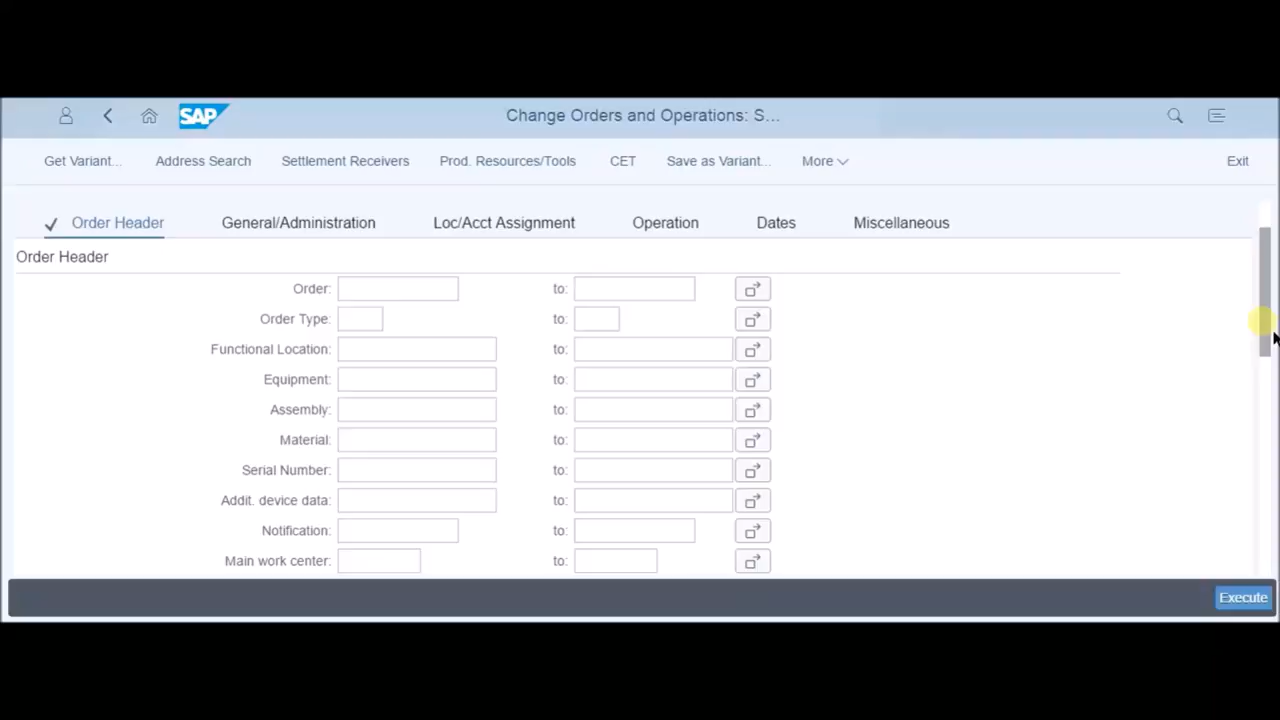 SAP Change Orders and Operations: S...
Get Variant... Address Search Settlement Receivers Prod. Resources/Tools CET Save as Variant... More Exit
Order Header General/Administration Loc/Acct Assignment Operation Dates Miscellaneous
Order Header
Order: to:
Order Type: to:
Functional Location: to:
Equipment: to:
Assembly: to:
Material: to:
Serial Number: to:
Addit. device data: to:
Notification: to:
Main work center: to:
Execute